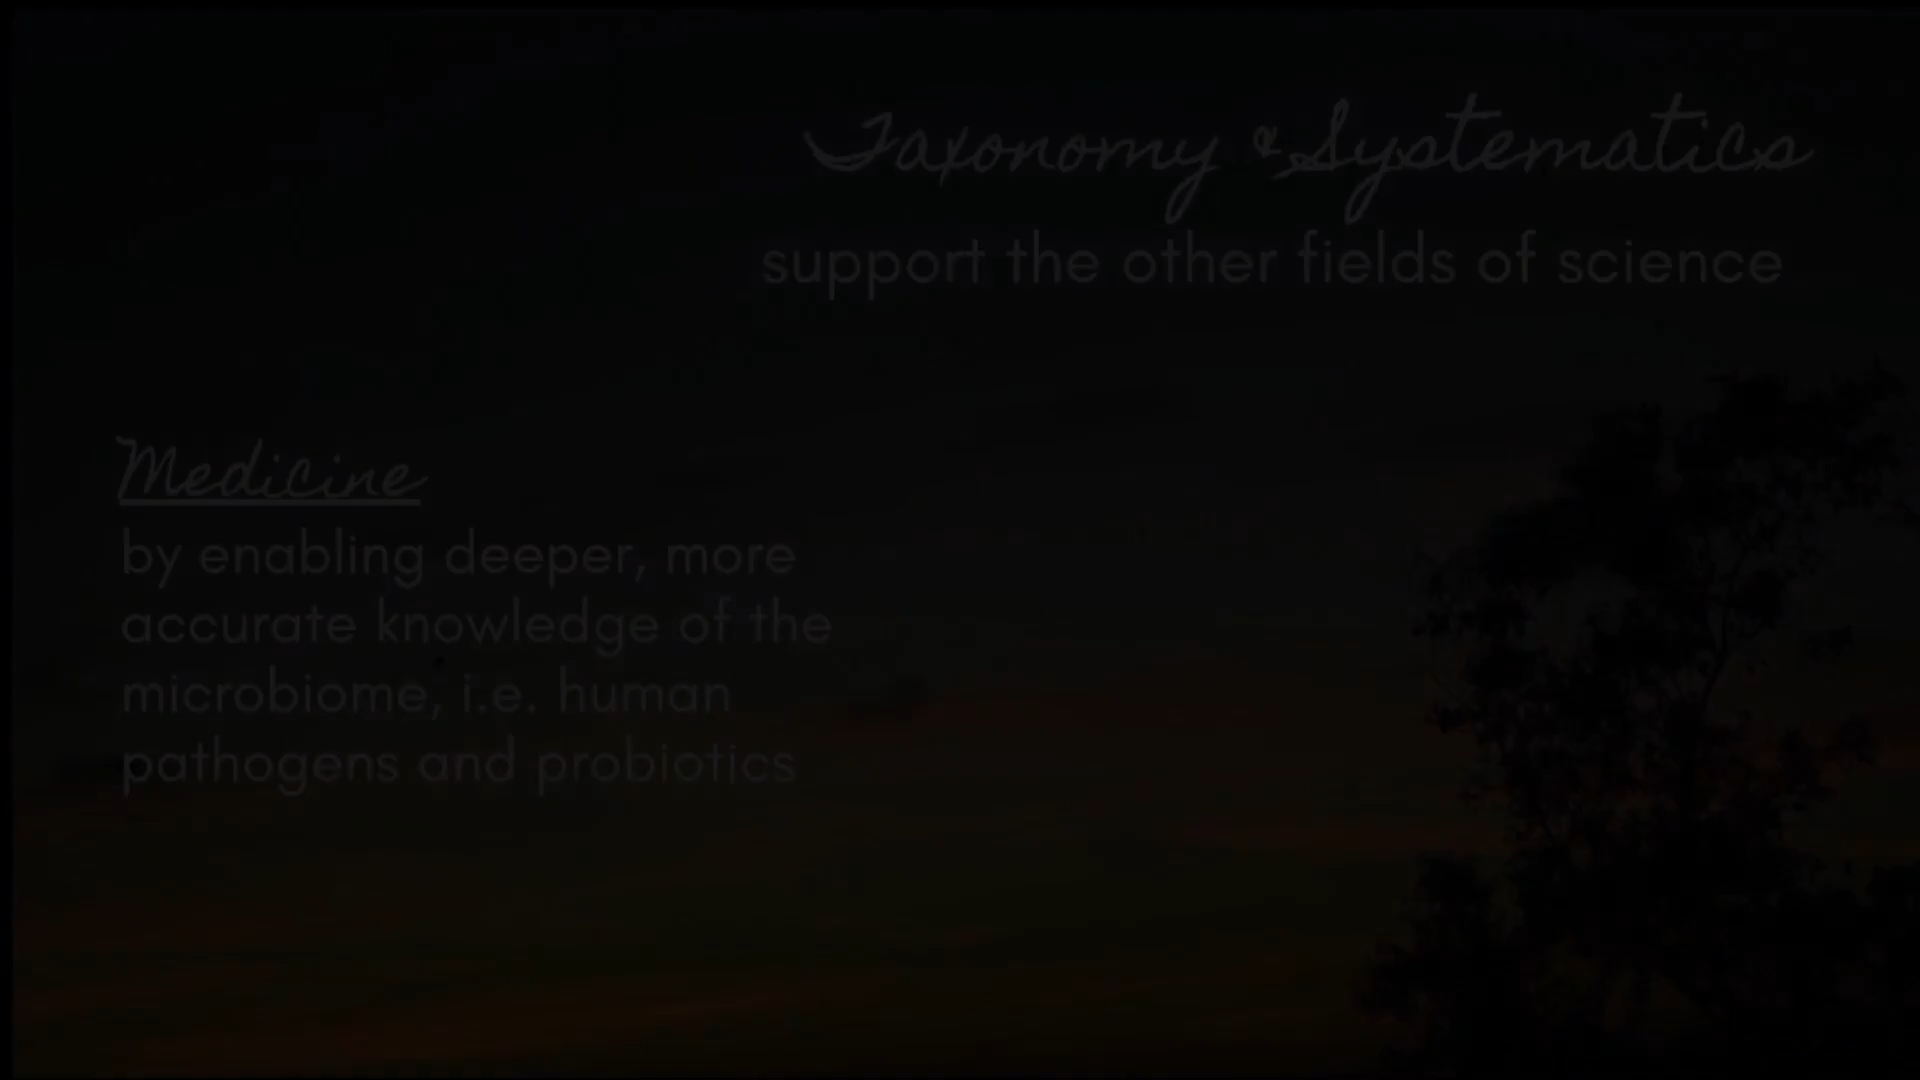 Taxonomy & Systematics
support the other fields of science
Medicine
by enabling deeper, more
accurate knowledge of the
microbiome, i.e. human
pathogens and probiotics